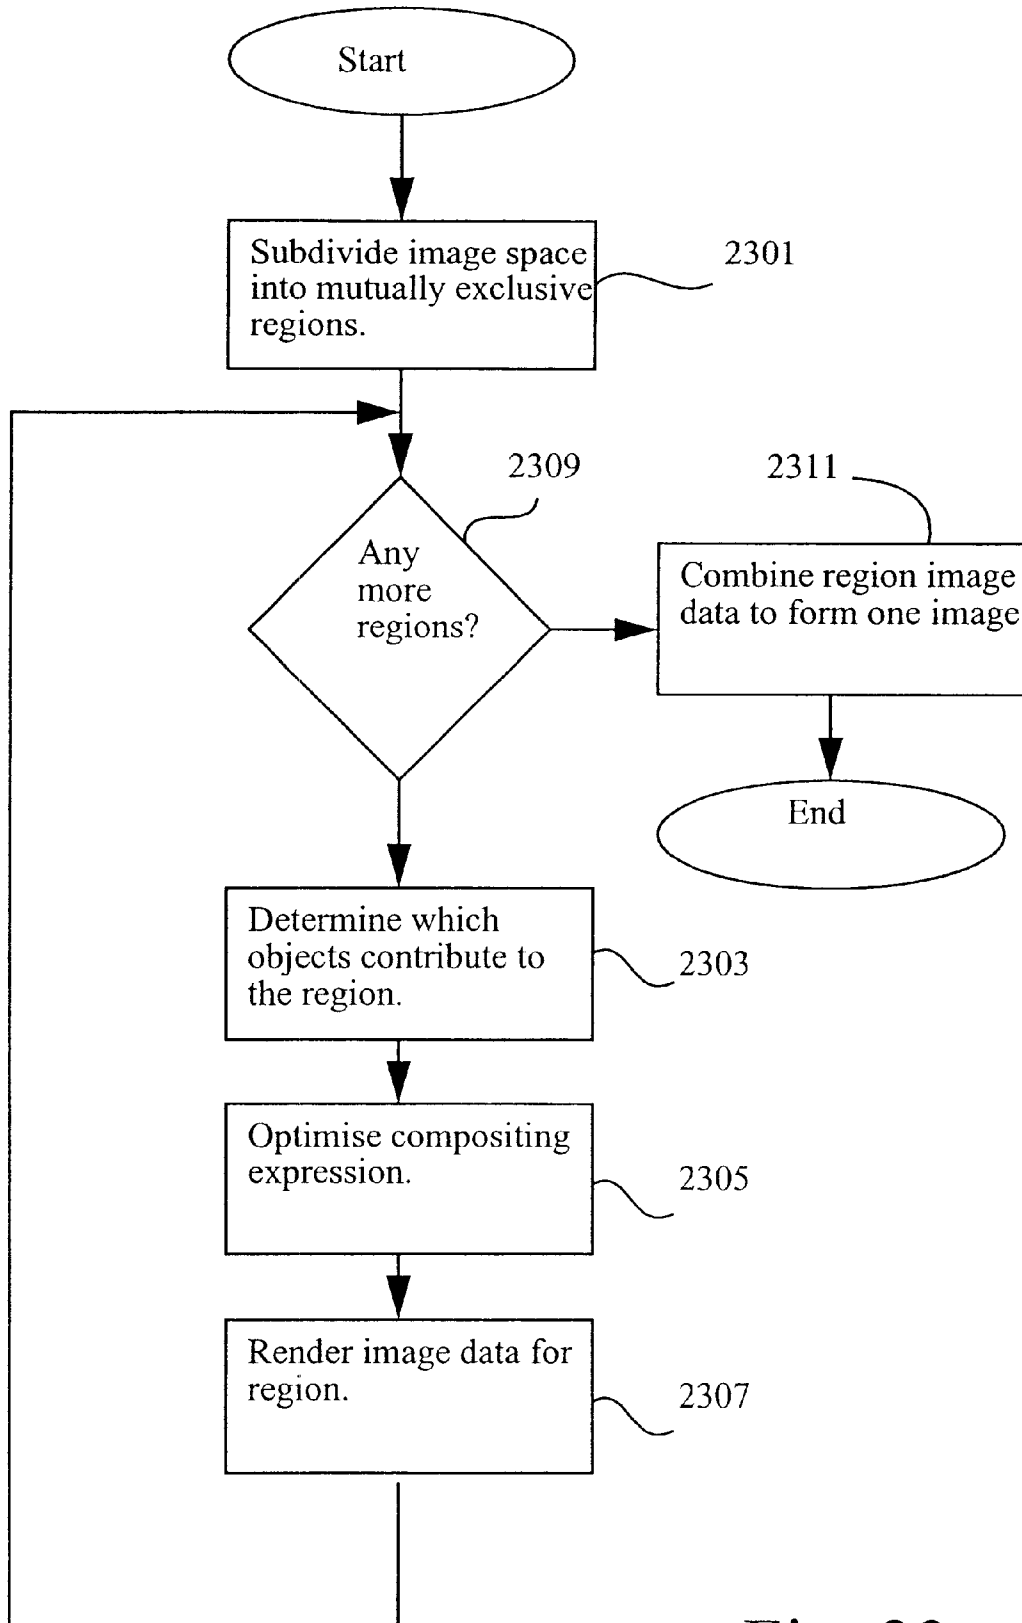 Start
Subdivide image space
into mutually exclusive
regions.
2301
2309
2311
Any
more
regions?
Combine region image
data to form one image
End
Determine which
objects contribute to
the region.
2303
Optimise compositing
expression.
2305
Render image data for
region.
2307